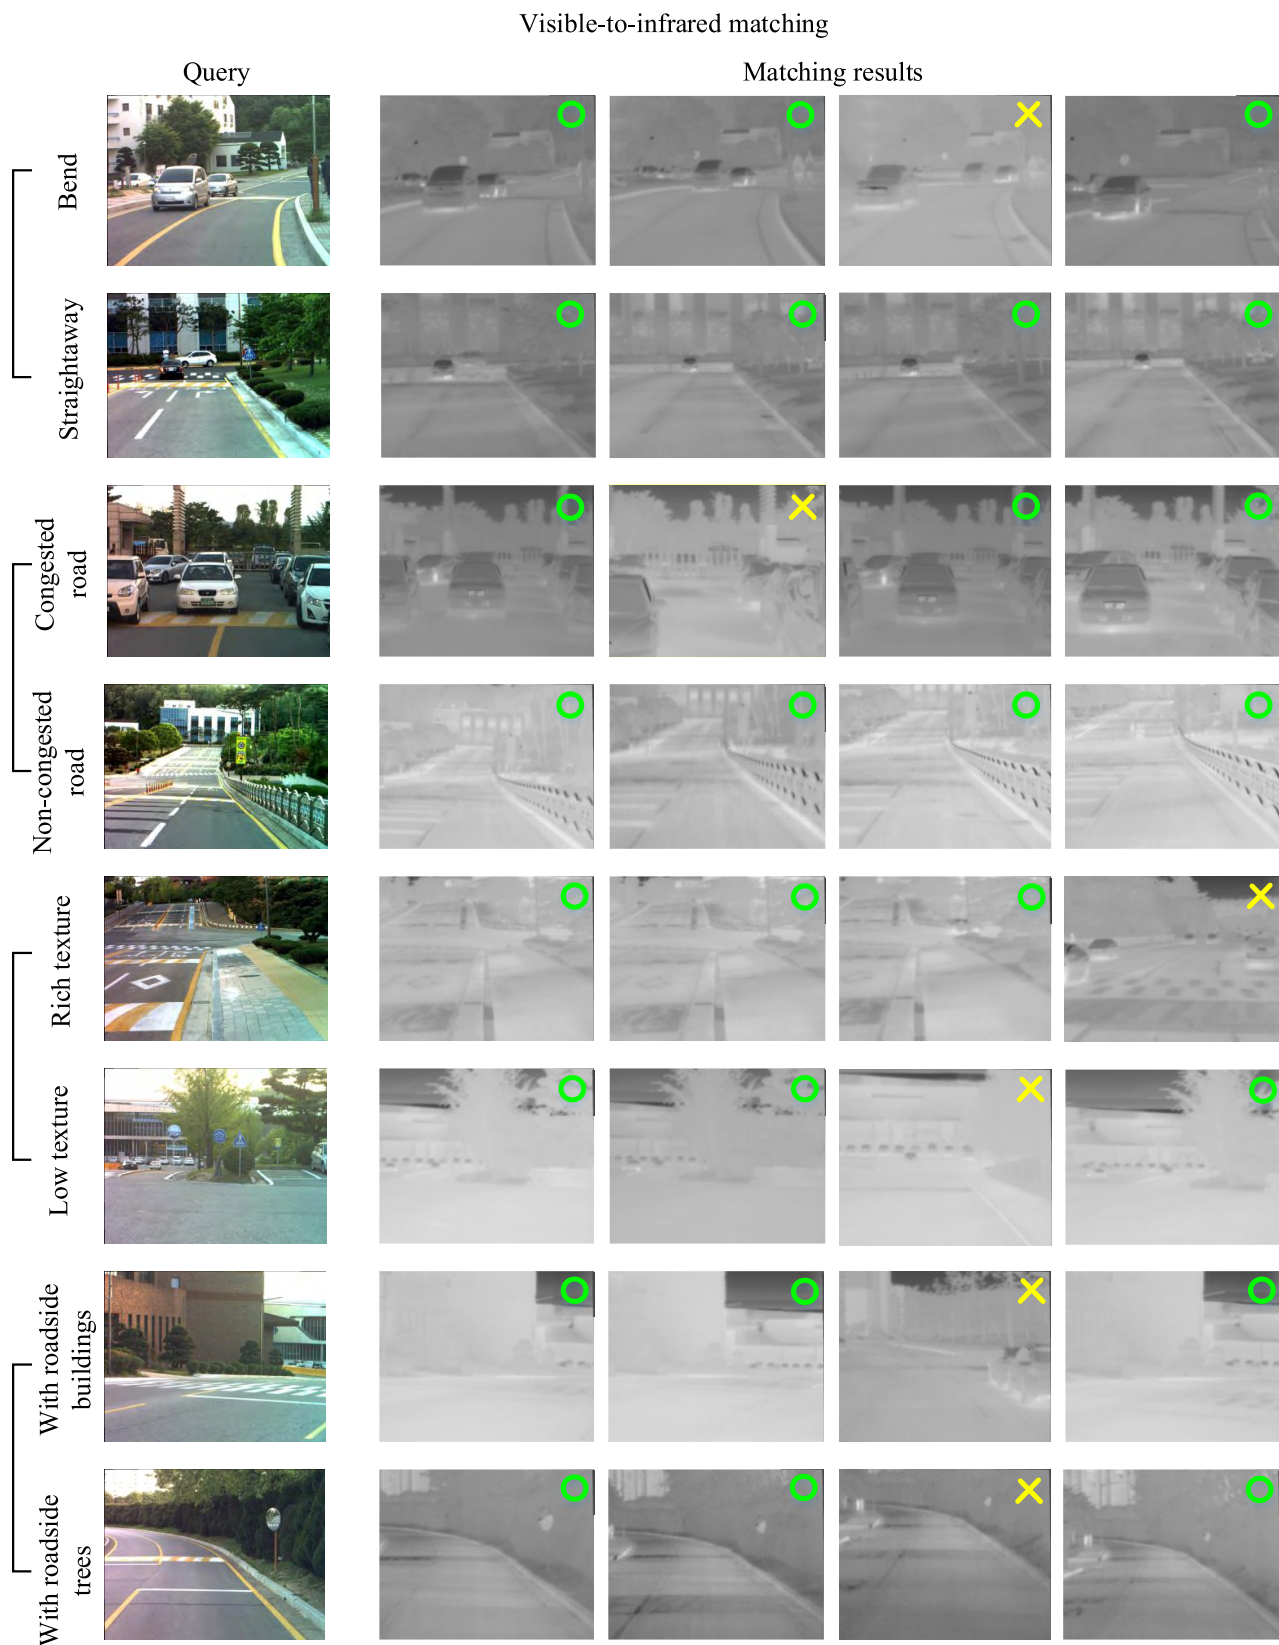 Visible-to-infrared matching
Query
Matching results
Bend
Straightaway
Congested
road
Non-congested
road
Rich texture
Low texture
With roadside
buildings
With roadside
trees